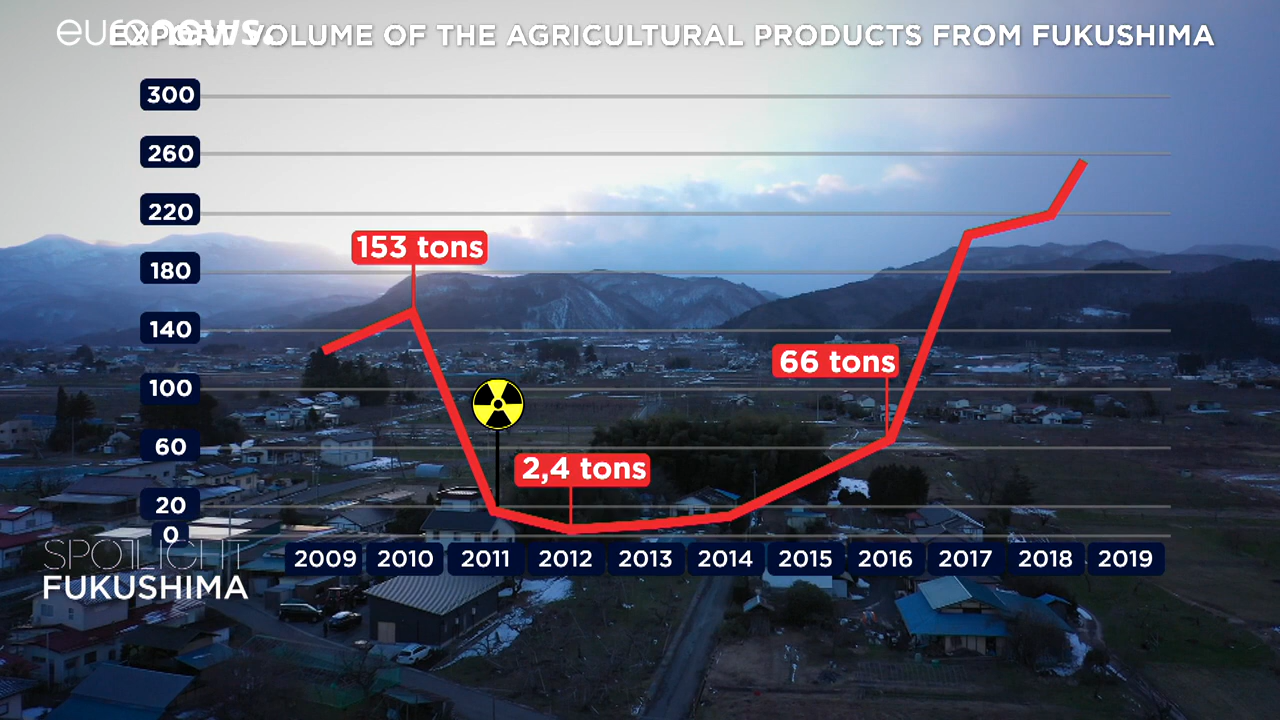 euronews.
EXPORT VOLUME OF THE AGRICULTURAL PRODUCTS FROM FUKUSHIMA
300
260
220
180
140
100
60
20
0
153 tons
66 tons
2,4 tons
2009 2010 2011 2012 2013 2014 2015 2016 2017 2018 2019
SPOTLIGHT
FUKUSHIMA